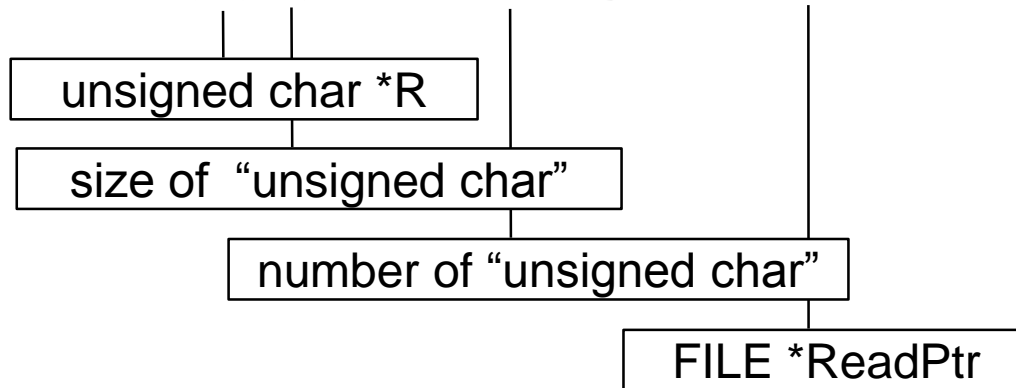 unsigned char *R
size of “unsigned char”
number of “unsigned char”
FILE *ReadPtr